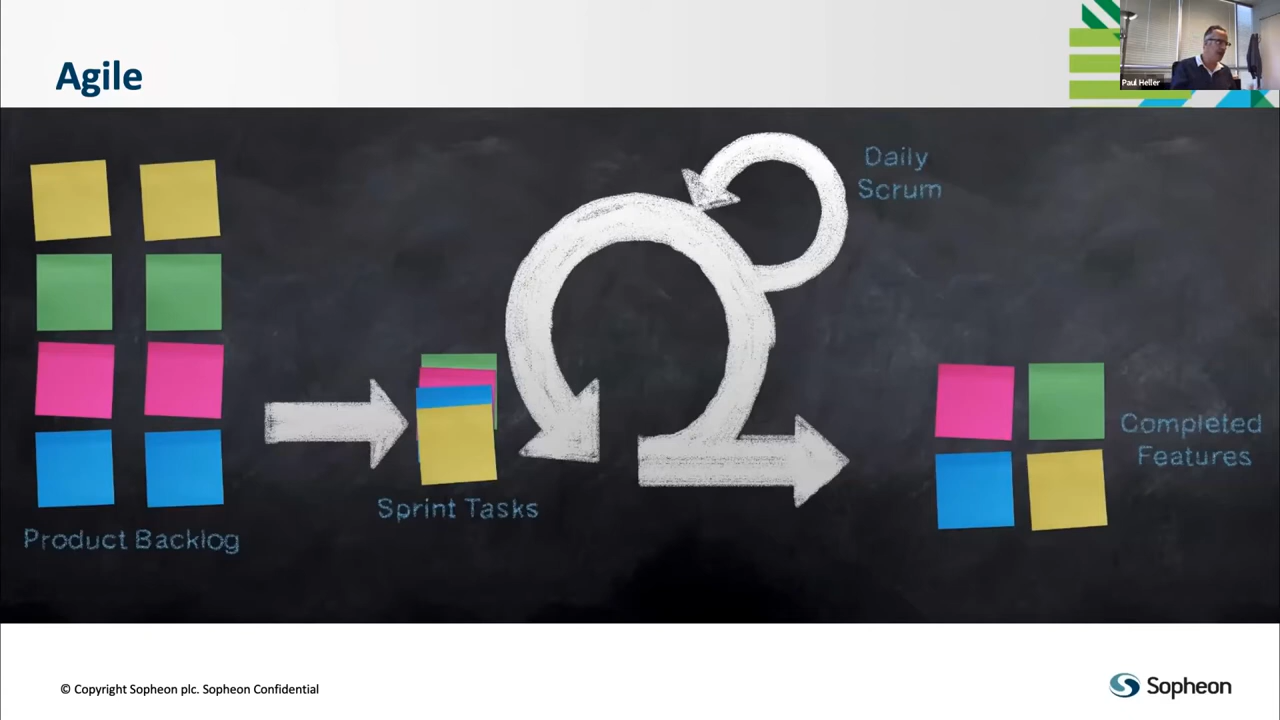 Agile
Paul Heller
Daily
Scrum
Completed
Features
Sprint Tasks
Product Backlog
© Copyright Sopheon plc. Sopheon Confidential
Sopheon